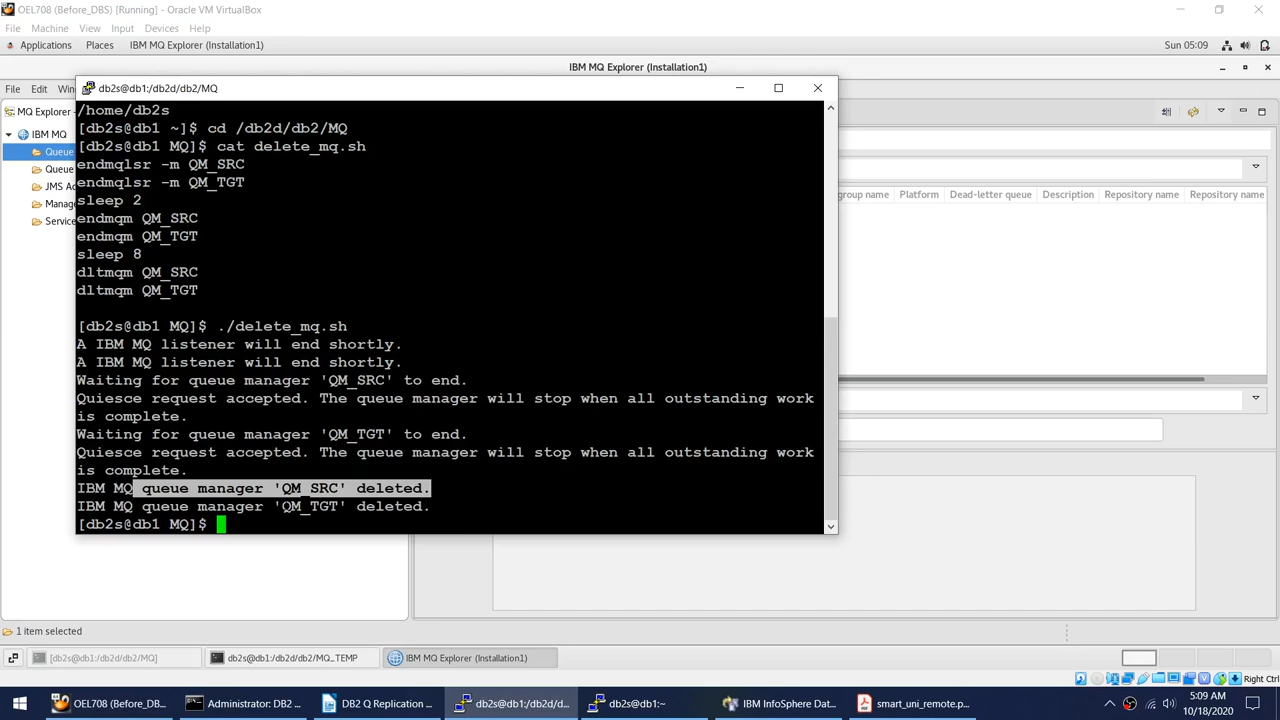 OEL708 (Before_DBS) [Running] - Oracle VM VirtualBox
File Machine View Input Devices Help
Applications Places IBM MQ Explorer (Installation1) Sun 05:09
IBM MQ Explorer (Installation1)
File Edit
db2s@db1:/db2d/db2/MQ
MQ Explorer
IBM MQ
Queue
Queue
JMS Ad
Manage
Service
/home/db2s
[db2s@db1 ~]$ cd /db2d/db2/MQ
[db2s@db1 MQ]$ cat delete_mq.sh
endmqlsr -m QM_SRC
endmqlsr -m QM_TGT
sleep 2
endmqm QM_SRC
endmqm QM_TGT
sleep 8
dltmqm QM_SRC
dltmqm QM_TGT
[db2s@db1 MQ]$ ./delete_mq.sh
A IBM MQ listener will end shortly.
A IBM MQ listener will end shortly.
Waiting for queue manager 'QM_SRC' to end.
Quiesce request accepted. The queue manager will stop when all outstanding work
is complete.
Waiting for queue manager 'QM_TGT' to end.
Quiesce request accepted. The queue manager will stop when all outstanding work
is complete.
IBM MQ queue manager 'QM_SRC' deleted.
IBM MQ queue manager 'QM_TGT' deleted.
[db2s@db1 MQ]$
group name Platform Dead-letter queue Description Repository name Repository name
1 item selected
[db2s@db1:/db2d/db2/MQ] db2s@db1:/db2d/db2/MQ_TEMP IBM MQ Explorer (Installation1)
Right Ctrl
OEL708 (Before_DB... Administrator: DB2 ... DB2 Q Replication ... db2s@db1:/db2d/d... db2s@db1:~ IBM InfoSphere Dat... smart_uni_remote.p...
5:09 AM
10/18/2020